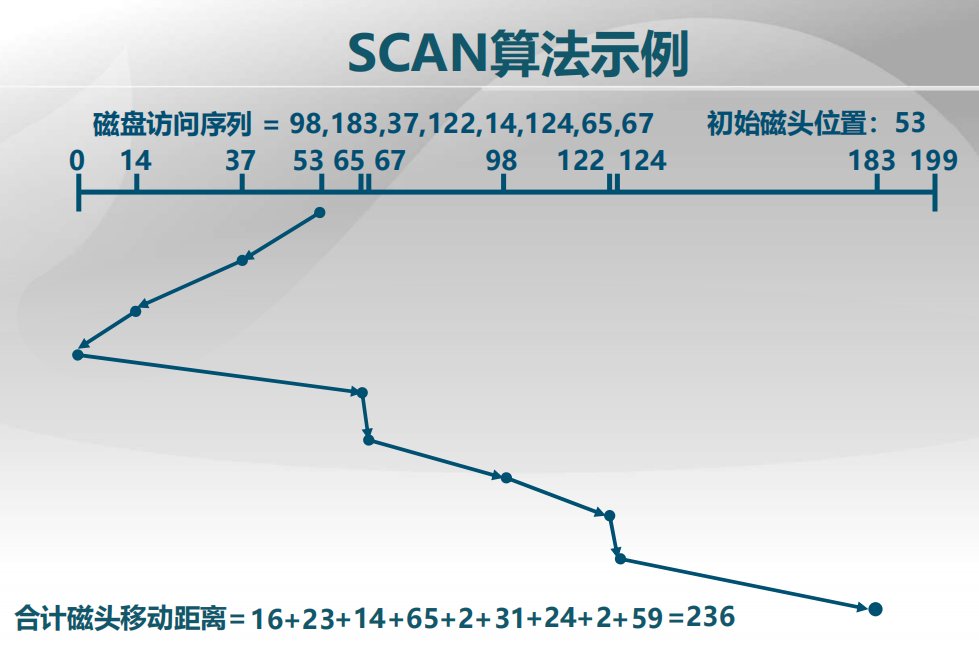 SCAN算法示例
磁盘访问序列 = 98,183,37,122,14,124,65,67 初始磁头位置：53
0 14 37 53 65 67 98 122 124 183 199
合计磁头移动距离=16+23+14+65+2+31+24+2+59=236